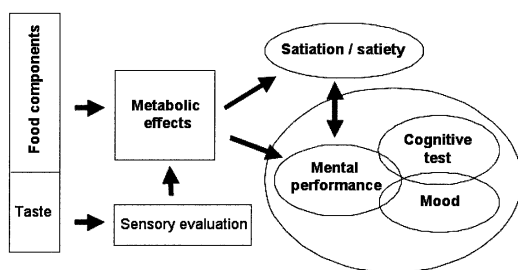 Food components
Taste
Metabolic
effects
Sensory evaluation
Satiation / satiety
Mental
performance
Cognitive
test
Mood